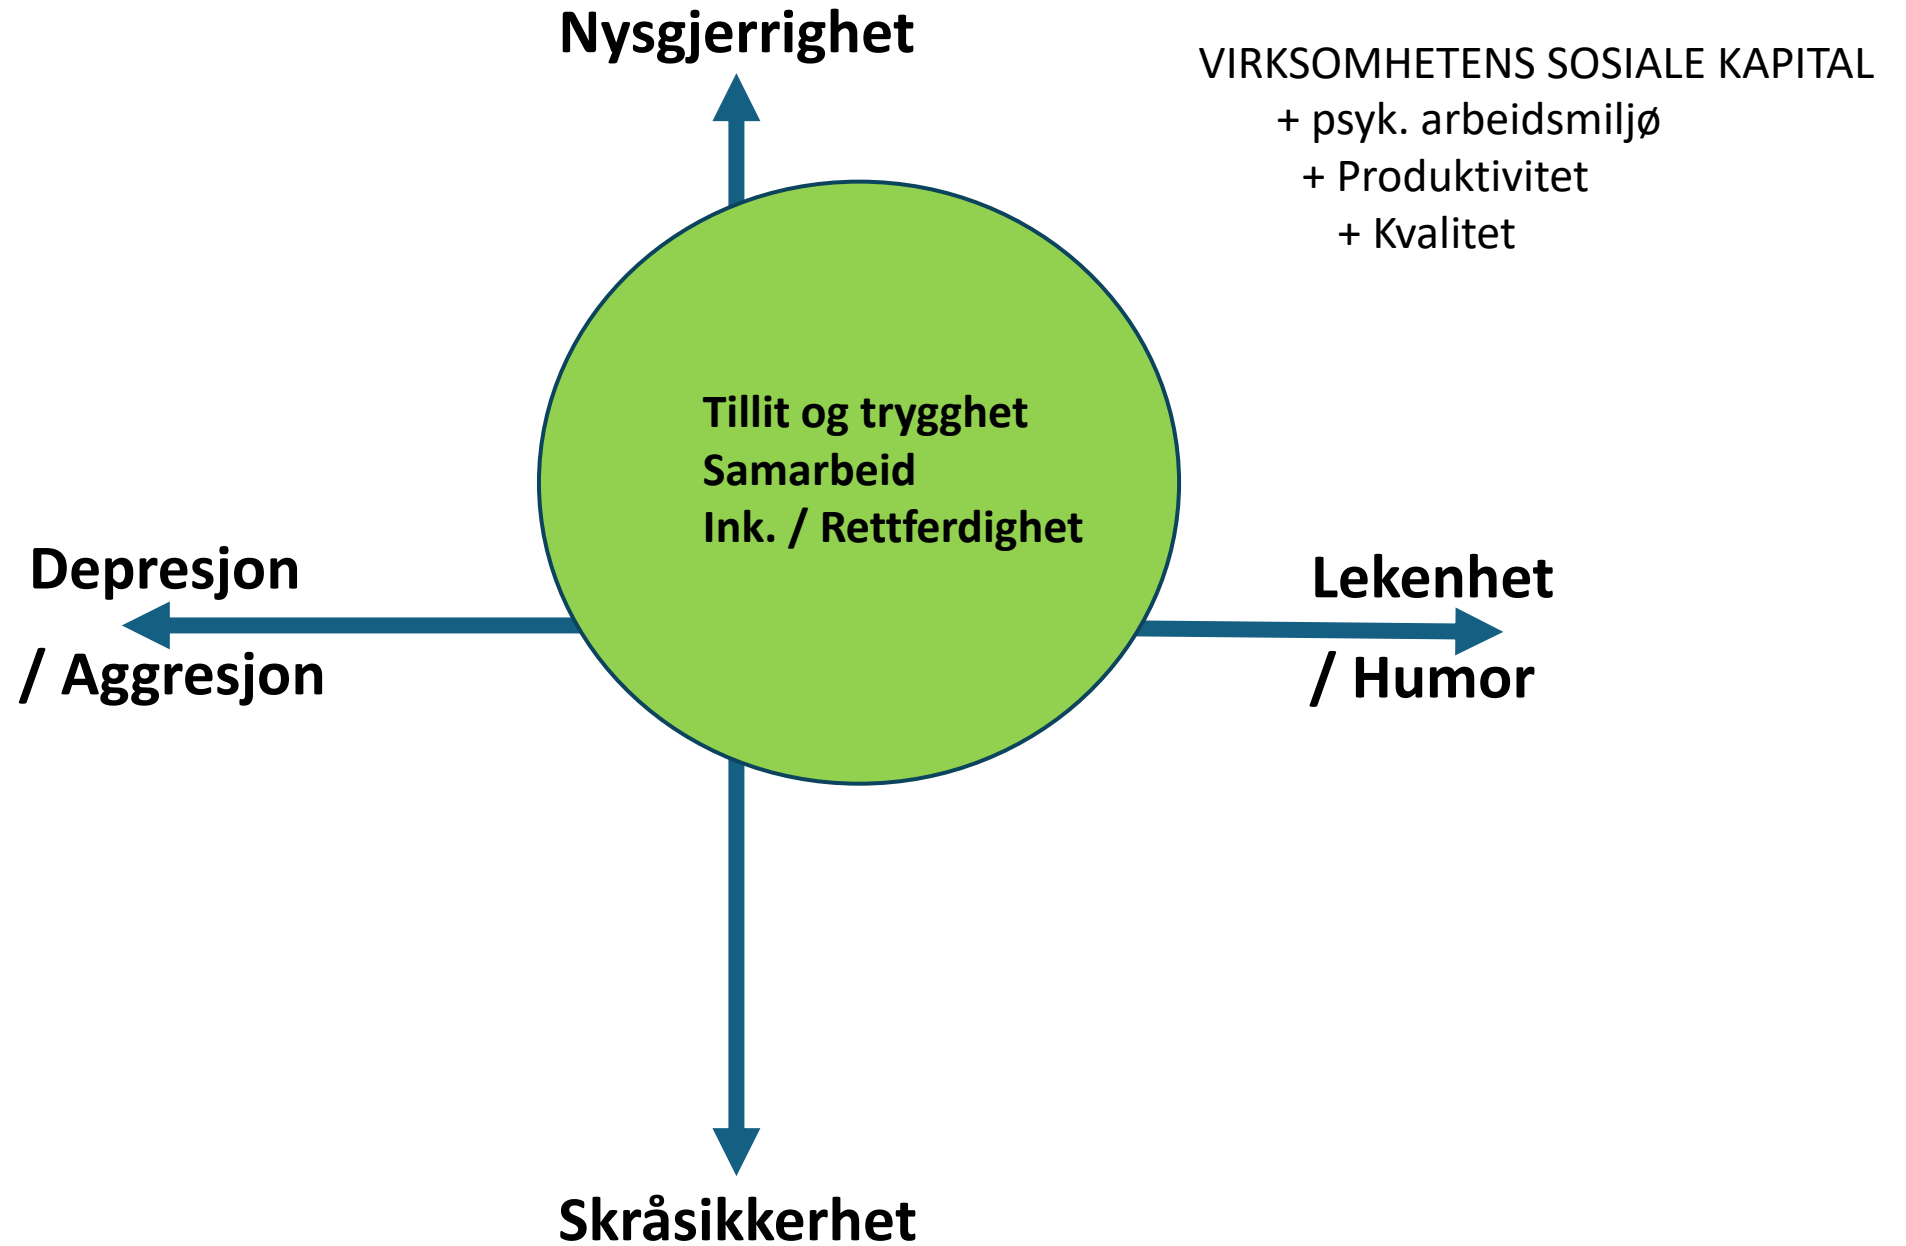 Nysgjerrighet
VIRKSOMHETENS SOSIALE KAPITAL
+ psyk. arbeidsmiljø
+ Produktivitet
+ Kvalitet
Tillit og trygghet
Samarbeid
Ink. / Rettferdighet
Depresjon
/ Aggresjon
Lekenhet
/ Humor
Skråsikkerhet